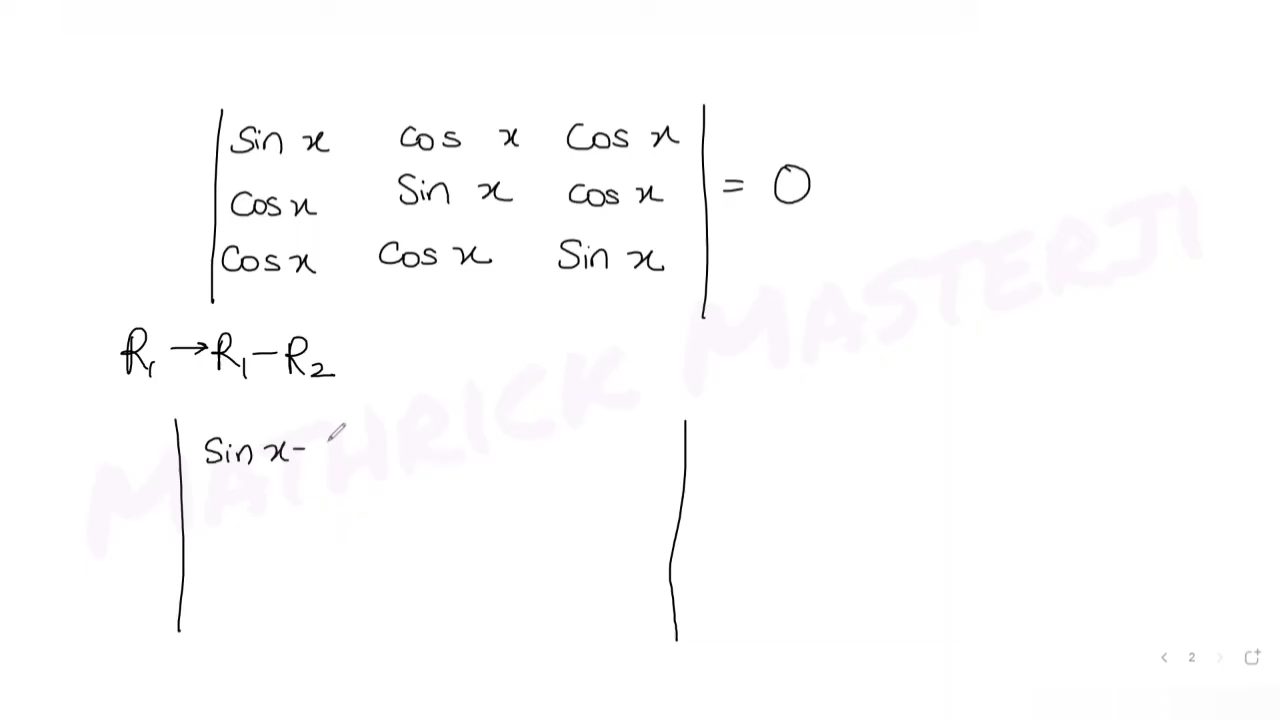 Sin x Cos x Cos x
Cos x Sin x Cos x = 0
Cos x Cos x Sin x
R₁ → R₁ - R₂
Sin x -
MATHRICK MASTERJI
2